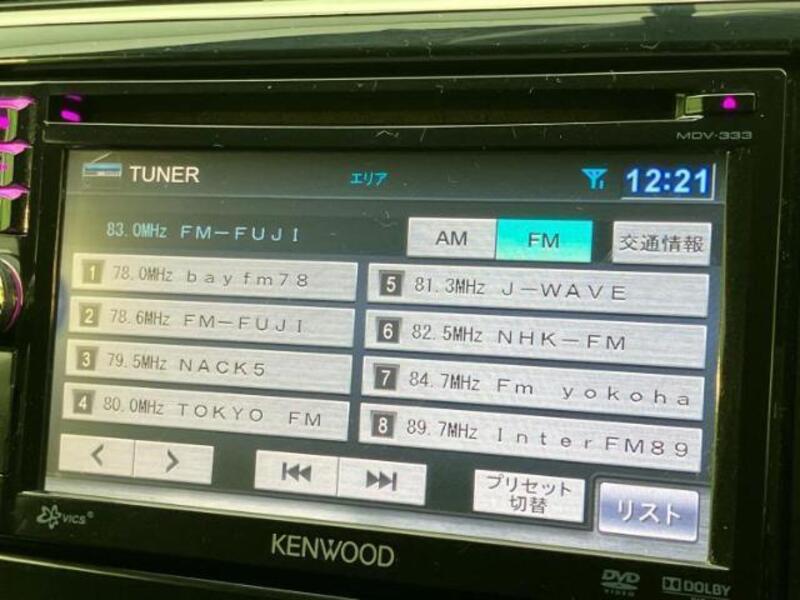 MDV-333
TUNER エリア 12:21
83.0MHz FM-FUJI AM FM 交通情報
1 78.0MHz bayfm78
2 78.6MHz FM-FUJI
3 79.5MHz NACK5
4 80.0MHz TOKYO FM
5 81.3MHz J-WAVE
6 82.5MHz NHK-FM
7 84.7MHz Fm yokoha
8 89.7MHz InterFM89
< > プリセット
切替 リスト
VICS®
KENWOOD
DVD
VIDEO
DOLBY